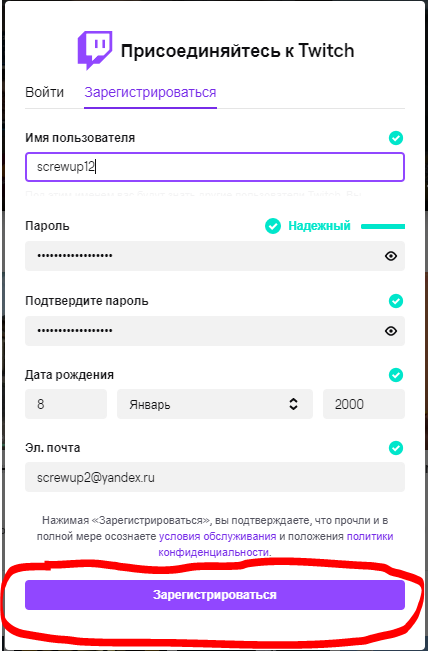 Присоединяйтесь к Twitch
Войти Зарегистрироваться
Имя пользователя
screwup12
Пароль Надежный
••••••••••••••••••
Подтвердите пароль
••••••••••••••••••
Дата рождения
8 Январь 2000
Эл. почта
screwup2@yandex.ru
Нажимая «Зарегистрироваться», вы подтверждаете, что прочли и в
полной мере осознаете условия обслуживания и положения политики
конфиденциальности.
Зарегистрироваться